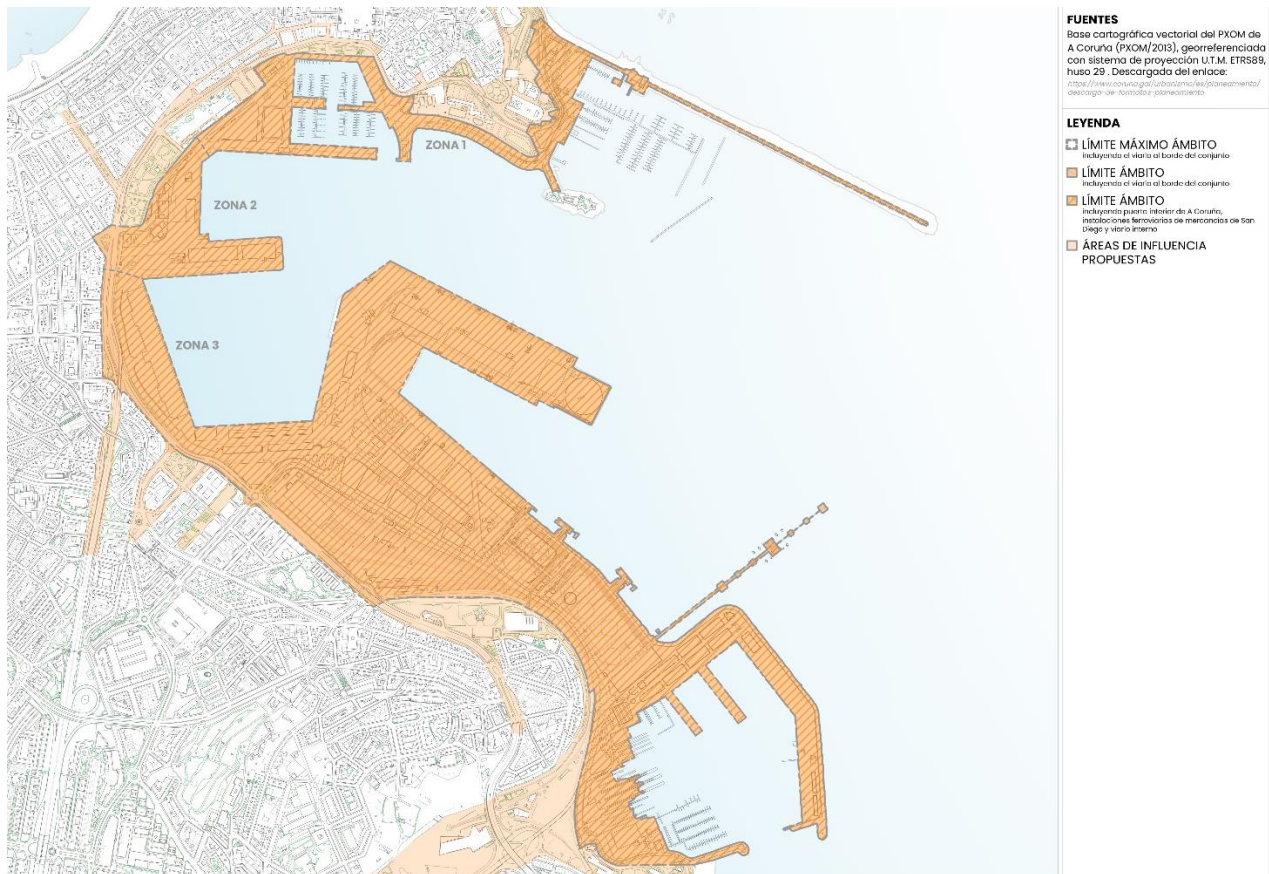 FUENTES
Base cartográfica vectorial del PXOM de
A Coruña (PXOM/2013), georreferenciada
con sistema de proyección U.T.M. ETRS89,
huso 29 . Descargada del enlace:
https://www.coruna.gal/urbanismo/es/planeamiento/
descarga-de-formatos-planeamiento
LEYENDA
LÍMITE MÁXIMO ÁMBITO
incluyendo el viario al borde del conjunto
LÍMITE ÁMBITO
incluyendo el viario al borde del conjunto
LÍMITE ÁMBITO
incluyendo puerto interior de A Coruña,
instalaciones ferroviarias de mercancías de San
Diego y viario interno
ÁREAS DE INFLUENCIA
PROPUESTAS
ZONA 1
ZONA 2
ZONA 3